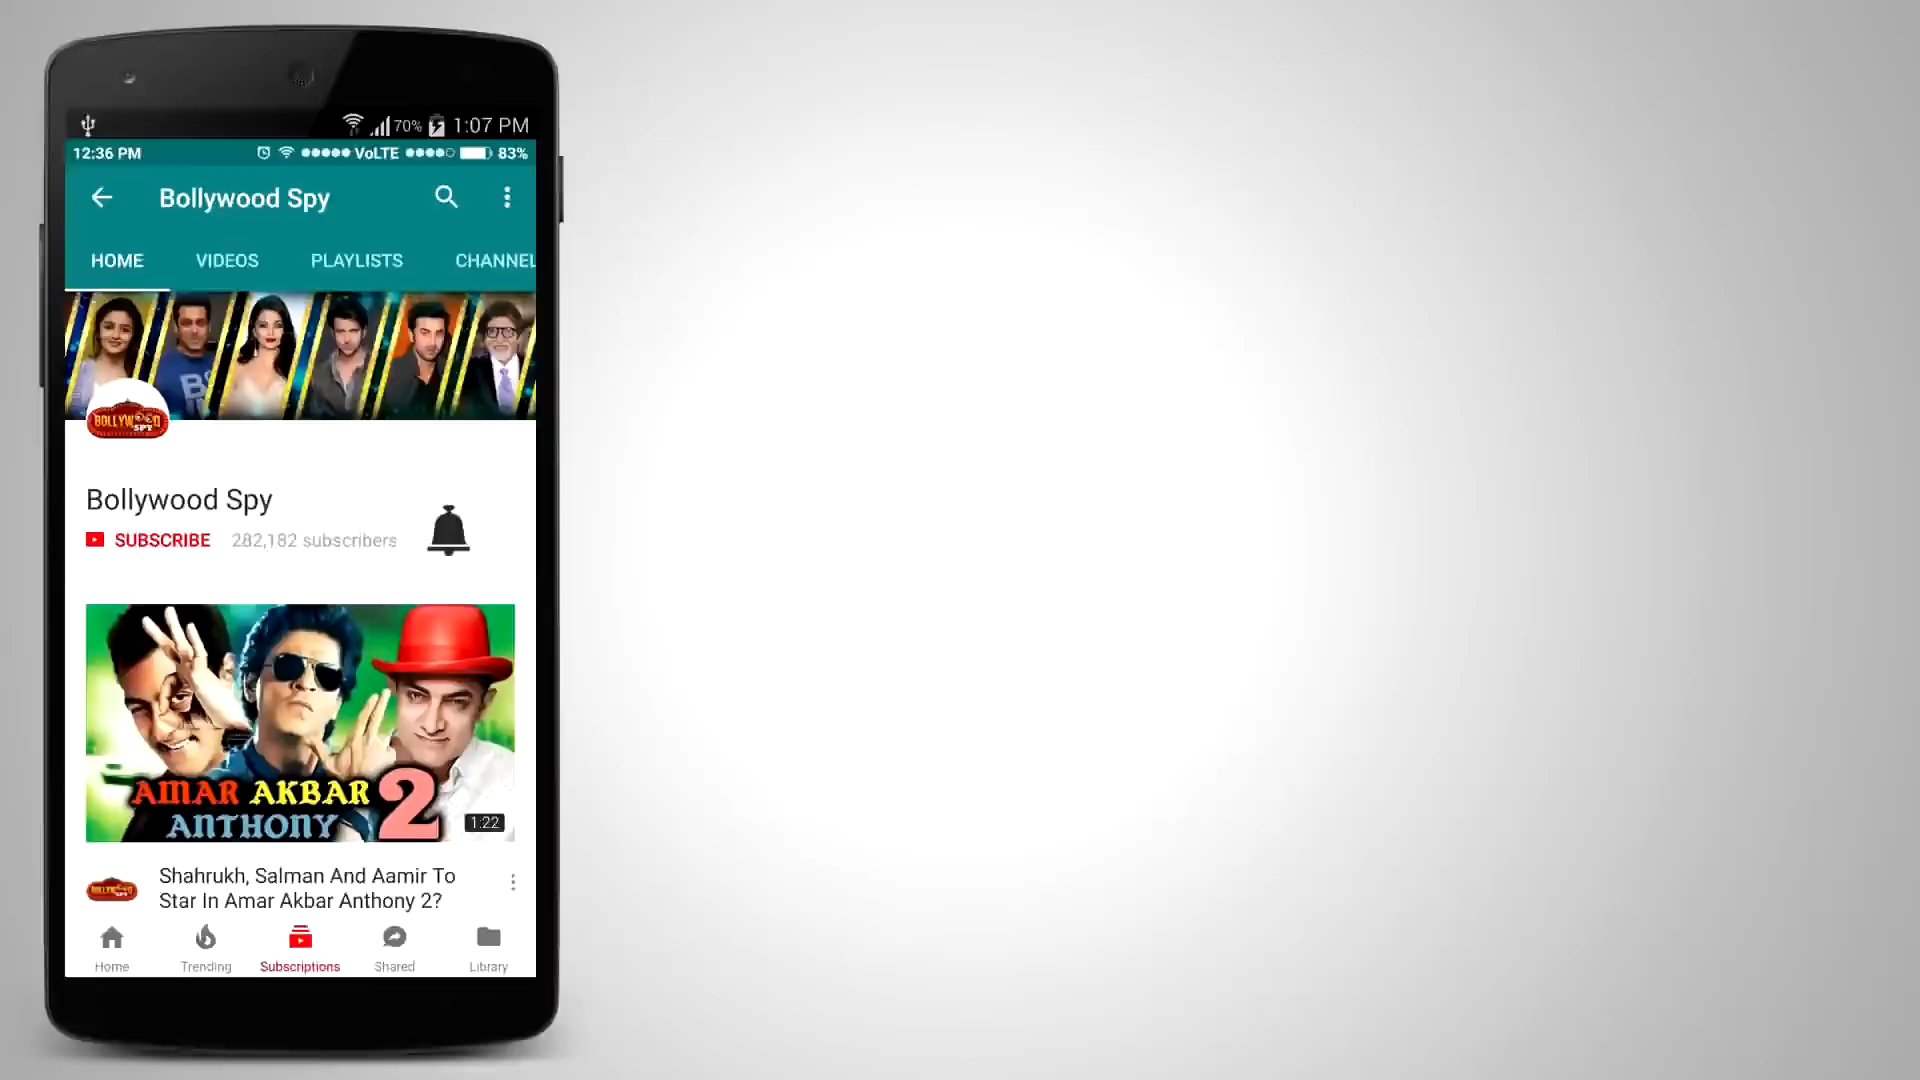 70% 1:07 PM
12:36 PM VoLTE 83%
Bollywood Spy
HOME VIDEOS PLAYLISTS CHANNEL
BOLLYWOOD
SPY
Bollywood Spy
SUBSCRIBE 282,182 subscribers
AMAR AKBAR 2
ANTHONY
1:22
Shahrukh, Salman And Aamir To
Star In Amar Akbar Anthony 2?
Home Trending Subscriptions Shared Library